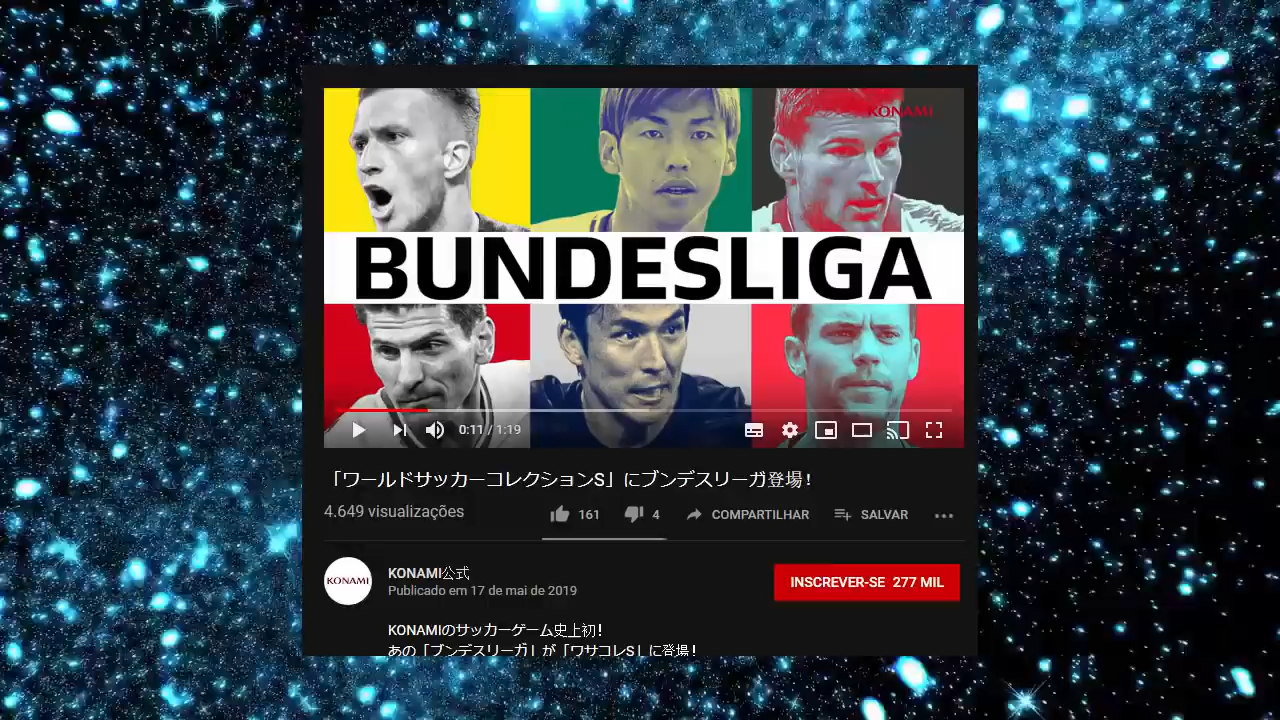 KONAMI
BUNDESLIGA
0:11 / 1:19
「ワールドサッカーコレクションS」にブンデスリーガ登場！
4.649 visualizações
161
4
COMPARTILHAR
SALVAR
KONAMI
KONAMI公式
Publicado em 17 de mai de 2019
INSCREVER-SE 277 MIL
KONAMIのサッカーゲーム史上初！
あの「ブンデスリーガ」が「ワサコレS」に登場！